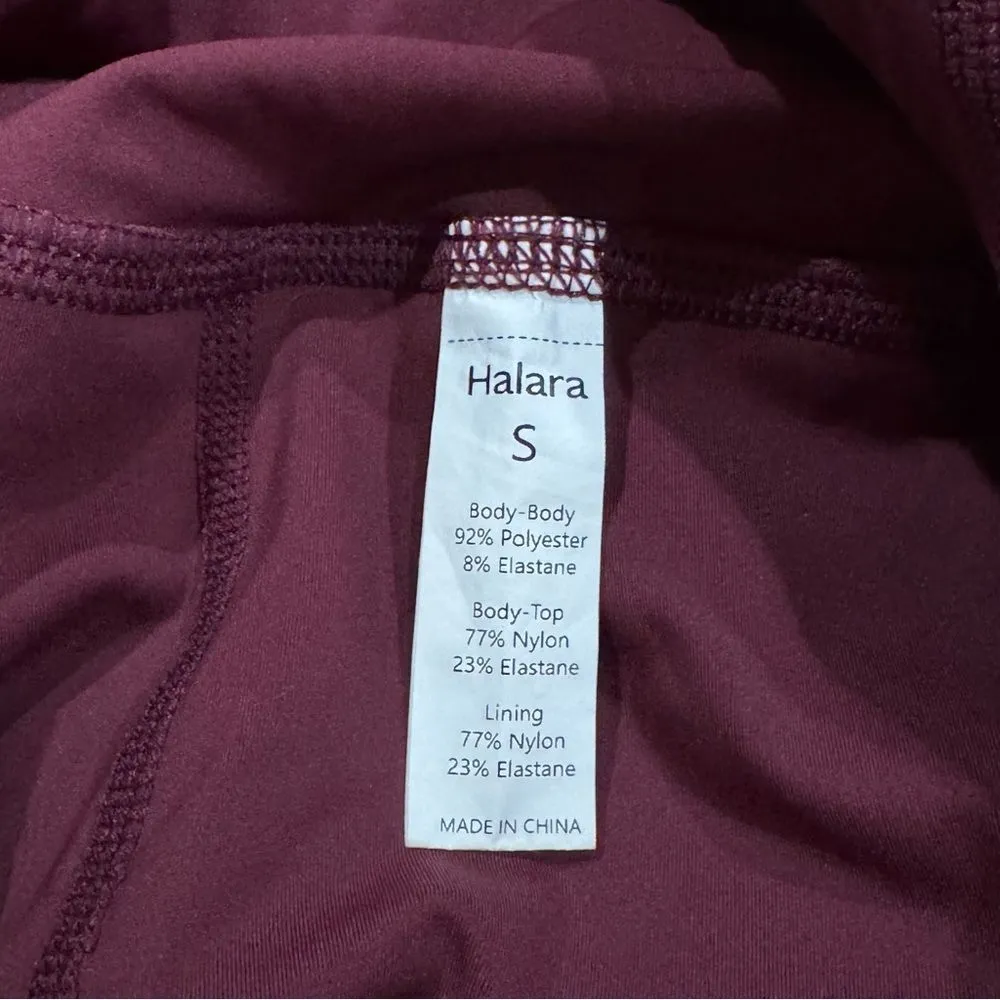 Halara
S
Body-Body
92% Polyester
8% Elastane
Body-Top
77% Nylon
23% Elastane
Lining
77% Nylon
23% Elastane
MADE IN CHINA